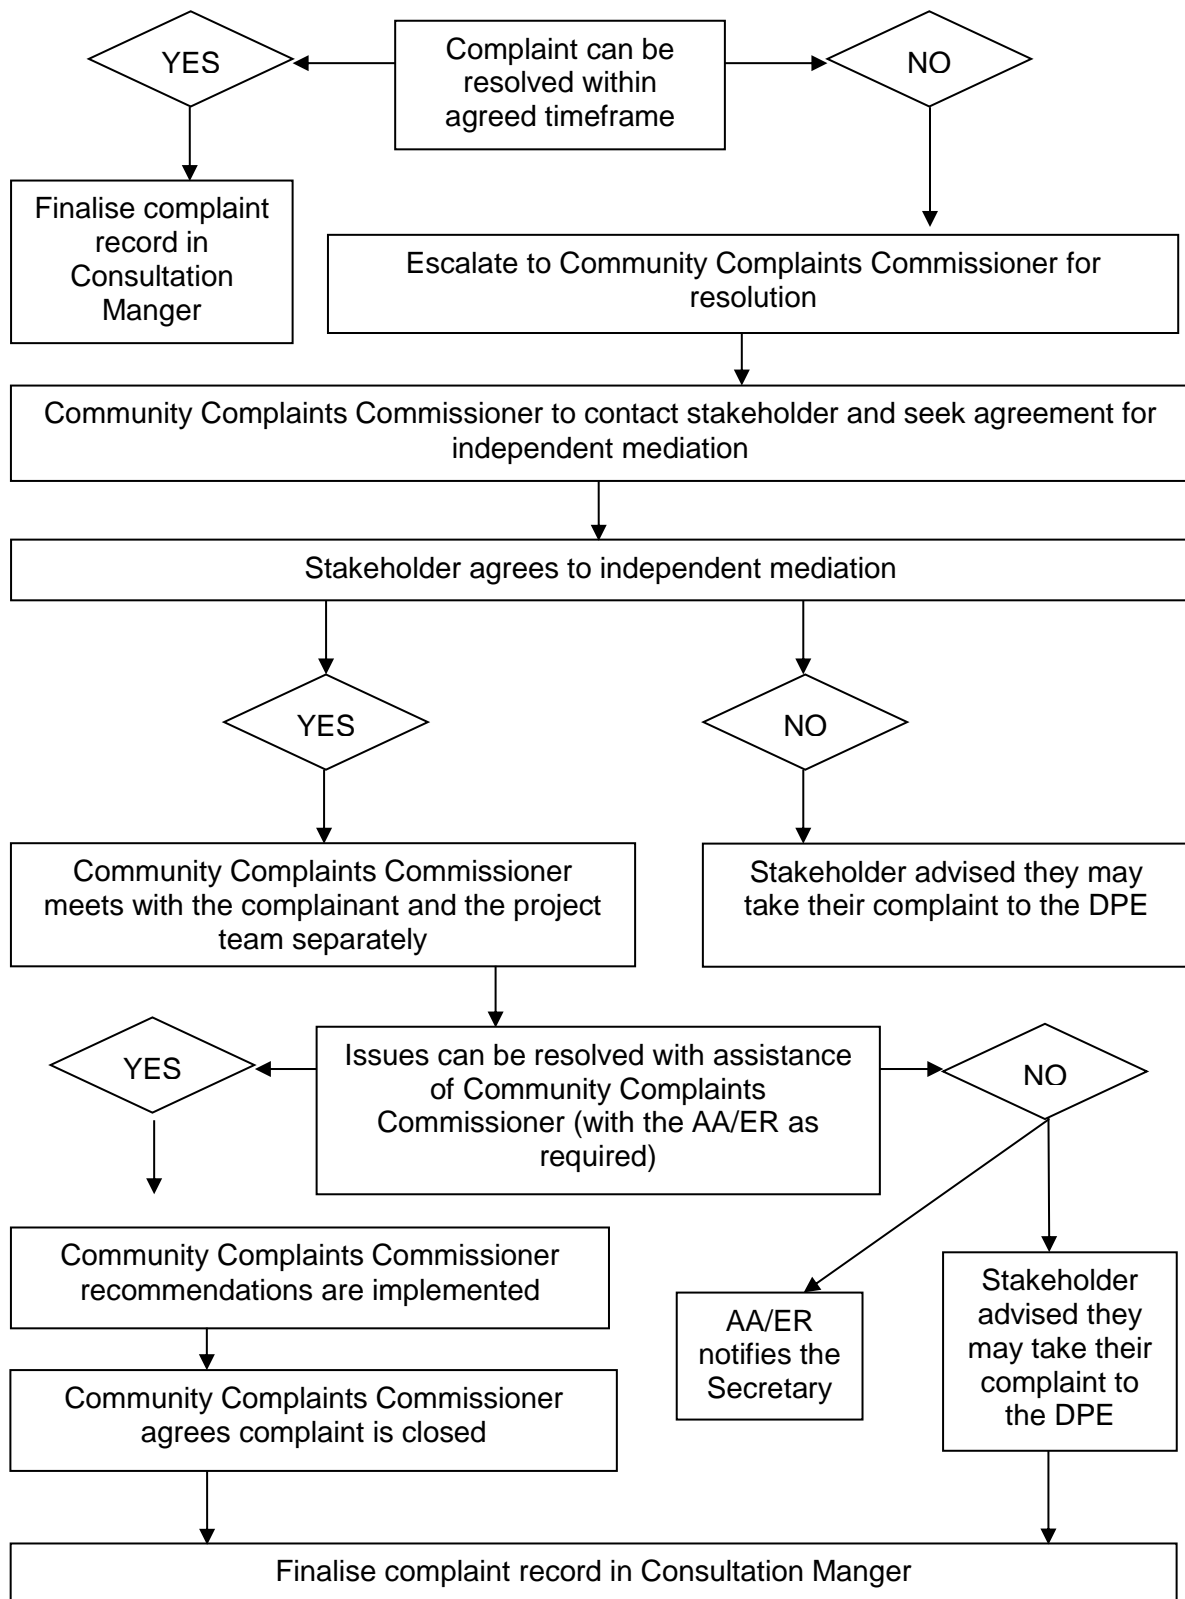 YES
Complaint can be
resolved within
agreed timeframe
NO
Finalise complaint
record in
Consultation
Manger
Escalate to Community Complaints Commissioner for
resolution
Community Complaints Commissioner to contact stakeholder and seek agreement for
independent mediation
Stakeholder agrees to independent mediation
YES
NO
Community Complaints Commissioner
meets with the complainant and the project
team separately
Stakeholder advised they may
take their complaint to the DPE
YES
Issues can be resolved with assistance
of Community Complaints
Commissioner (with the AA/ER as
required)
NO
Community Complaints Commissioner
recommendations are implemented
AA/ER
notifies the
Secretary
Stakeholder
advised they
may take their
complaint to
the DPE
Community Complaints Commissioner
agrees complaint is closed
Finalise complaint record in Consultation Manger